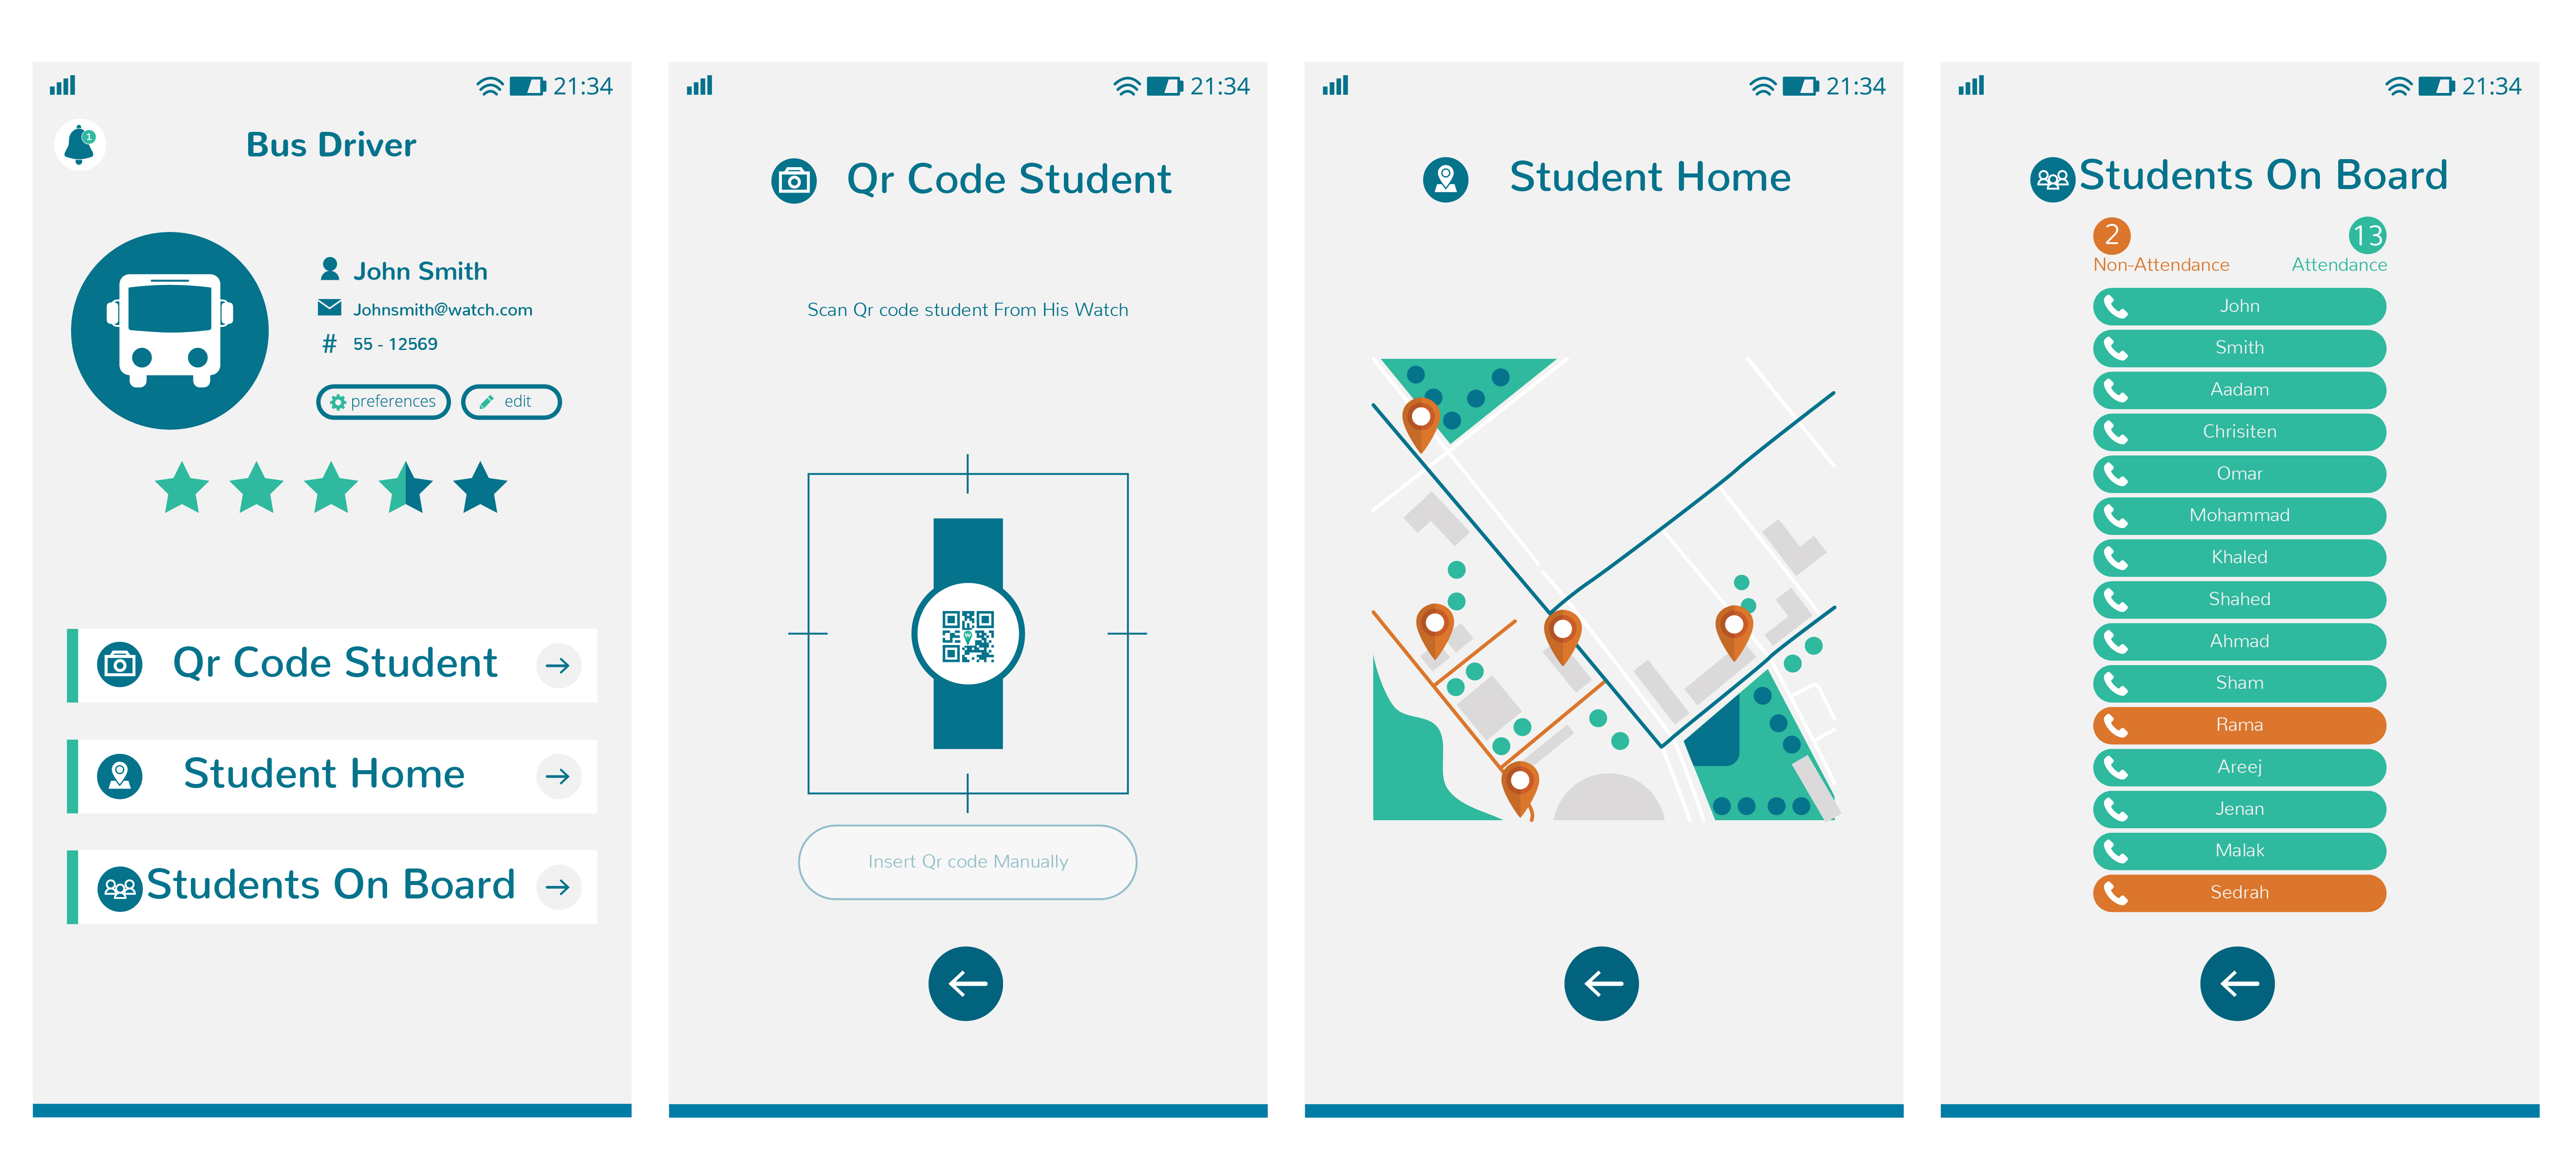 21:34
1
Bus Driver
John Smith
Johnsmith@watch.com
# 55 - 12569
preferences
edit
Qr Code Student
Student Home
Students On Board
21:34
Qr Code Student
Scan Qr code student From His Watch
Insert Qr code Manually
21:34
Student Home
21:34
Students On Board
2
13
Non-Attendance
Attendance
John
Smith
Aadam
Chrisiten
Omar
Mohammad
Khaled
Shahed
Ahmad
Sham
Rama
Areej
Jenan
Malak
Sedrah